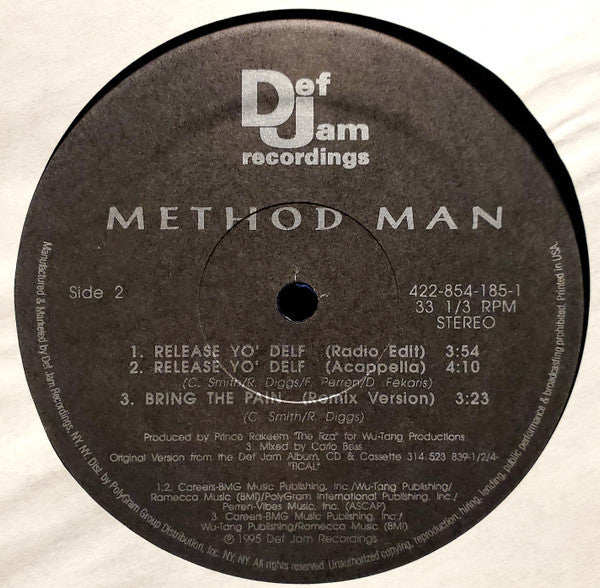 Def
Jam
recordings
METHOD MAN
Side 2
422-854-185-1
33 1/3 RPM
STEREO
1. RELEASE YO' DELF (Radio Edit) 3:54
2. RELEASE YO' DELF (Acappella) 4:10
(C. Smith/R. Diggs/F. Perren/D. Fekaris)
3. BRING THE PAIN (Remix Version) 3:23
(C. Smith/R. Diggs)
Produced by Prince Rakeem "The Rza" for Wu-Tang Productions
3. Mixed by Carlo Bess
Original Version from the Def Jam Album, CD & Cassette 314 523 839-1/2/4-
"TICAL"
1,2. Careers-BMG Music Publishing, Inc./Wu-Tang Publishing/
Ramecca Music (BMI)/PolyGram International Publishing, Inc./
Perren-Vibes Music, Inc. (ASCAP)
3. Careers-BMG Music Publishing, Inc./
Wu-Tang Publishing/Ramecca Music (BMI)
℗ 1995 Def Jam Recordings
Manufactured & Marketed by Def Jam Recordings, NY, NY. Dist. by PolyGram Group Distribution, Inc. NY, NY. All rights reserved. Unauthorized copying, reproduction, hiring, lending, public performance & broadcasting prohibited. Printed in USA.